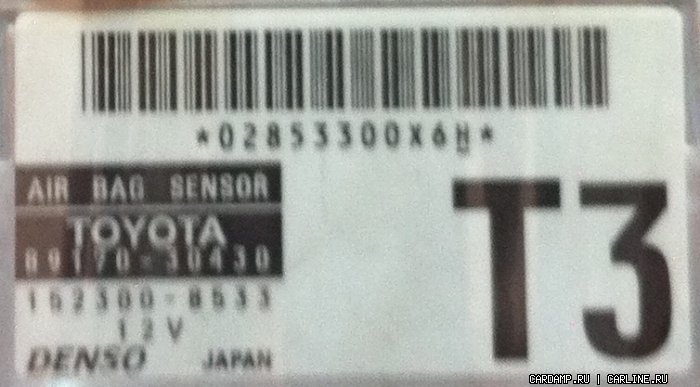 *02853300X6H*
AIR BAG SENSOR
TOYOTA
89170-30430
152300-8533
12V
DENSO JAPAN
T3
CARDAMP.RU | CARLINE.RU